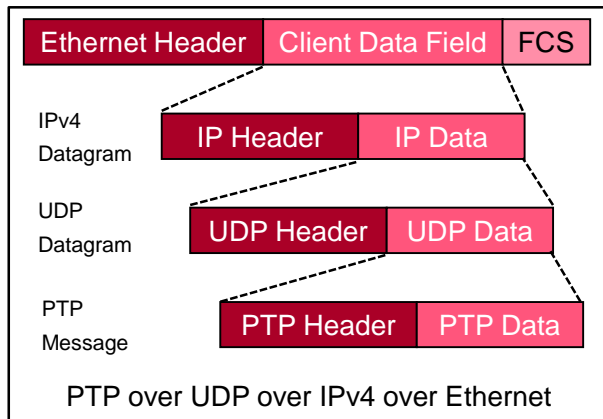 Ethernet Header Client Data Field FCS
IPv4
Datagram
IP Header IP Data
UDP
Datagram
UDP Header UDP Data
PTP
Message
PTP Header PTP Data
PTP over UDP over IPv4 over Ethernet